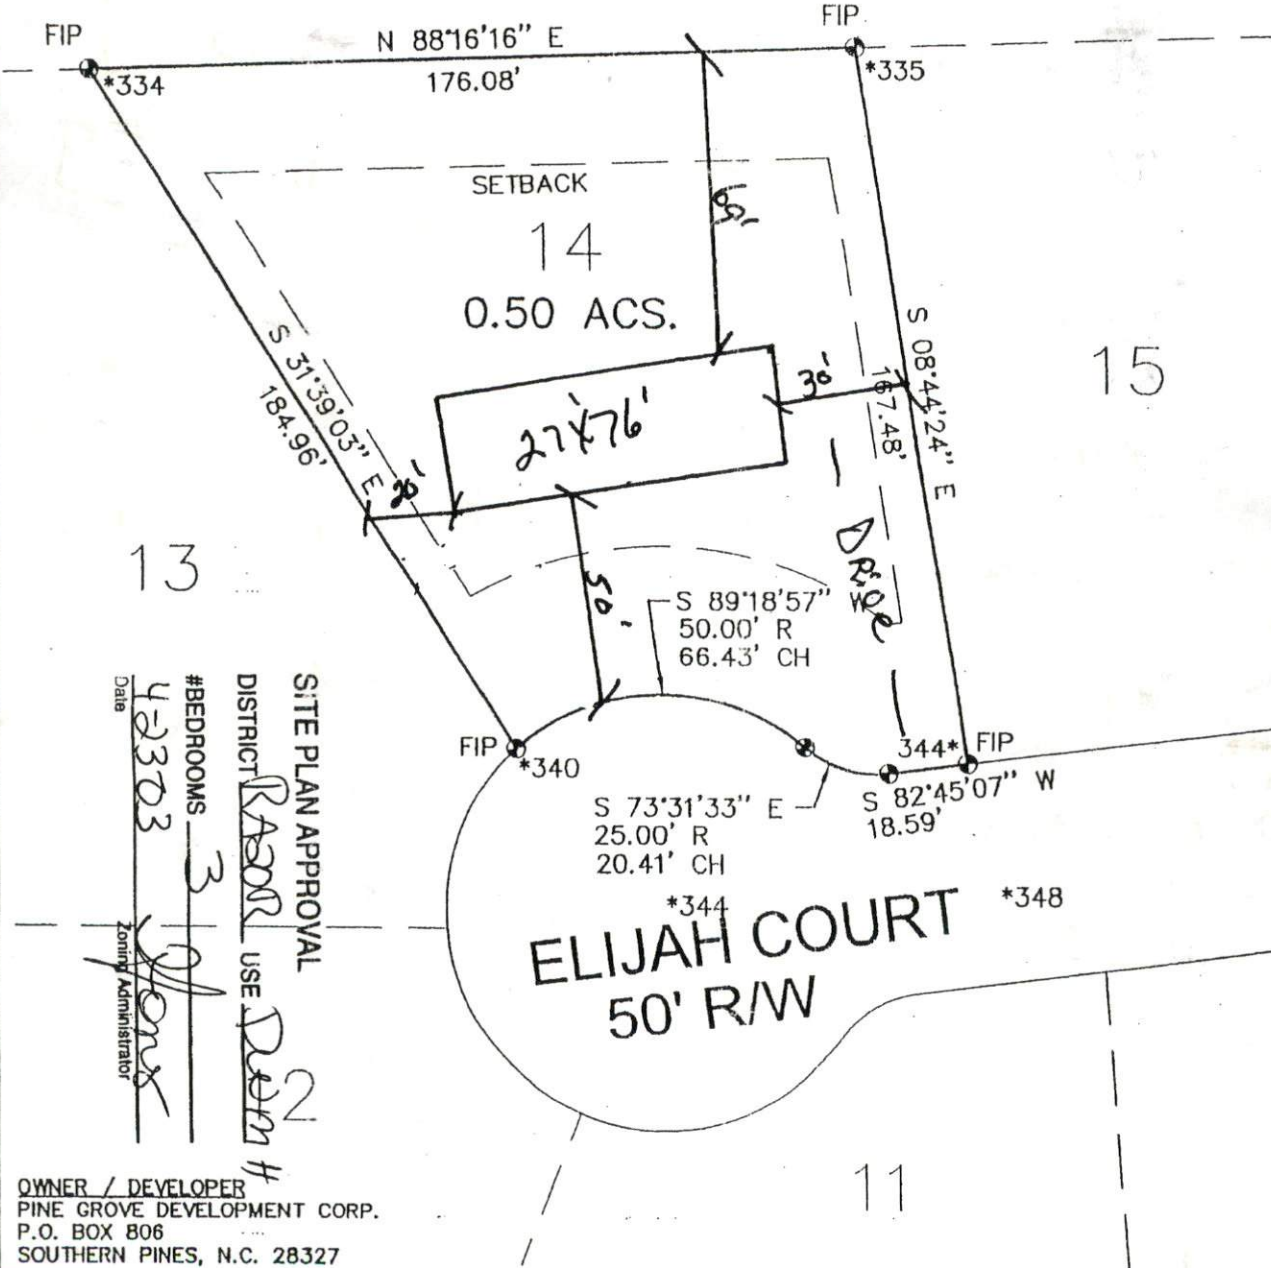 FIP
FIP
N 88°16'16" E
*334
176.08'
*335
SETBACK
65'
14
0.50 ACS.
S 31°39'03" E
184.96'
S 08°44'24" E
167.48'
15
30'
27'X76'
20'
13
Drive
50'
S 89°18'57" W
50.00' R
66.43' CH
FIP
*340
344*
FIP
S 73°31'33" E
25.00' R
20.41' CH
S 82°45'07" W
18.59'
*344
*348
ELIJAH COURT
50' R/W
SITE PLAN APPROVAL
DISTRICT RA20R USE DWMH
#BEDROOMS 3
4-23-03
Date
Zoning Administrator
2
11
OWNER / DEVELOPER
PINE GROVE DEVELOPMENT CORP.
P.O. BOX 806
SOUTHERN PINES, N.C. 28327